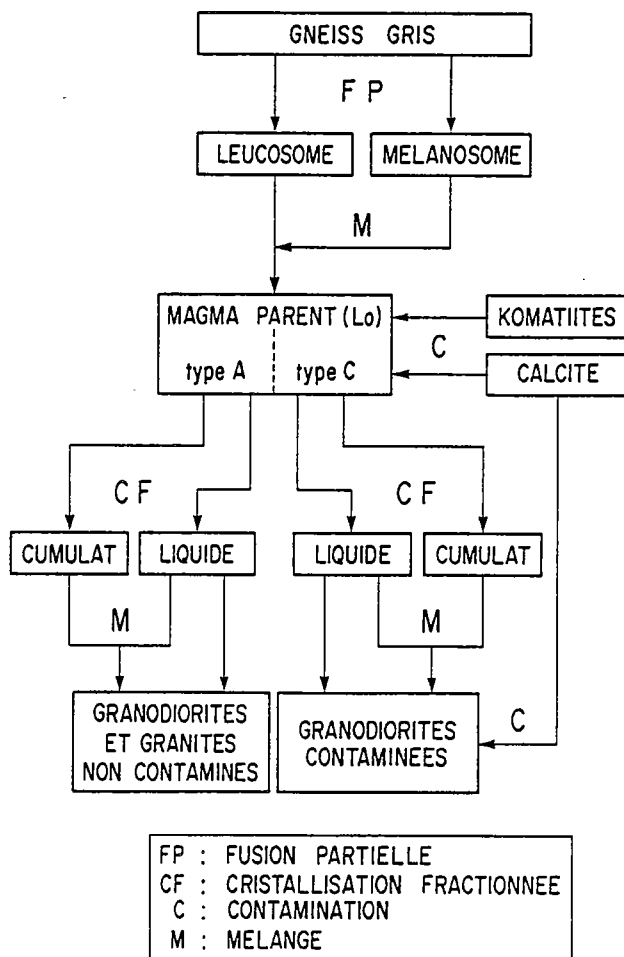 GNEISS GRIS
F P
LEUCOSOME
MELANOSOME
M
MAGMA PARENT (Lo)
type A
type C
KOMATIITES
C
CALCITE
C F
C F
CUMULAT
LIQUIDE
LIQUIDE
CUMULAT
M
M
GRANODIORITES
ET GRANITES
NON CONTAMINES
GRANODIORITES
CONTAMINEES
C
FP : FUSION PARTIELLE
CF : CRISTALLISATION FRACTIONNEE
C : CONTAMINATION
M : MELANGE